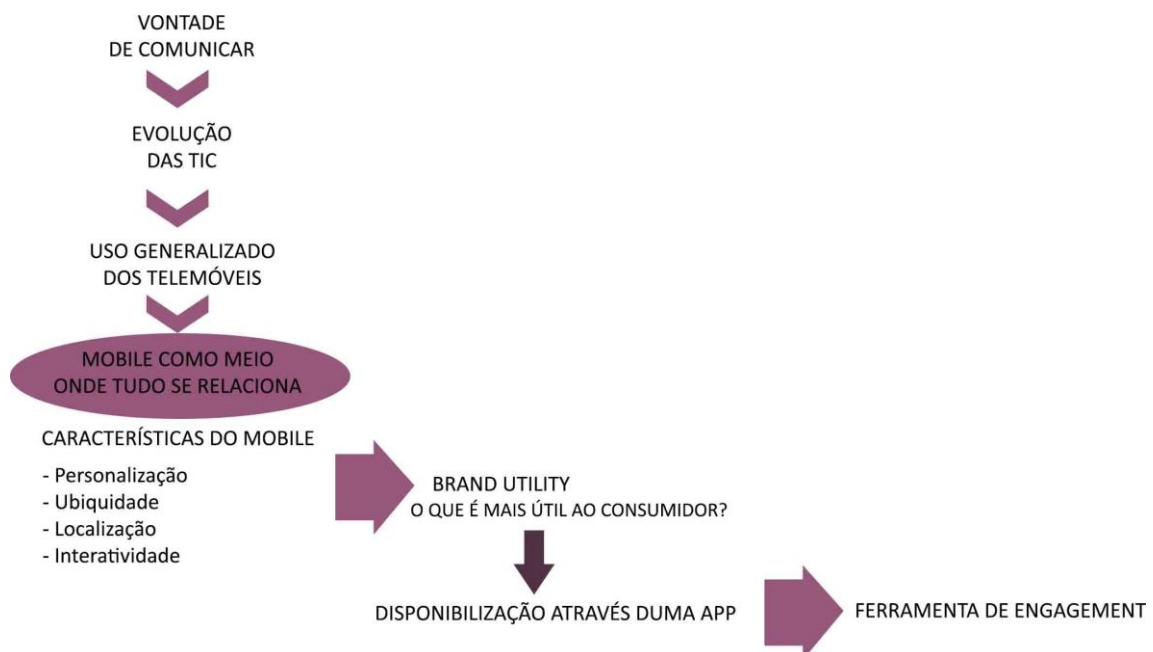 VONTADE
DE COMUNICAR
EVOLUÇÃO
DAS TIC
USO GENERALIZADO
DOS TELEMÓVEIS
MOBILE COMO MEIO
ONDE TUDO SE RELACIONA
CARACTERÍSTICAS DO MOBILE
- Personalização
- Ubiquidade
- Localização
- Interatividade
BRAND UTILITY
O QUE É MAIS ÚTIL AO CONSUMIDOR?
DISPONIBILIZAÇÃO ATRAVÉS DUMA APP
FERRAMENTA DE ENGAGEMENT